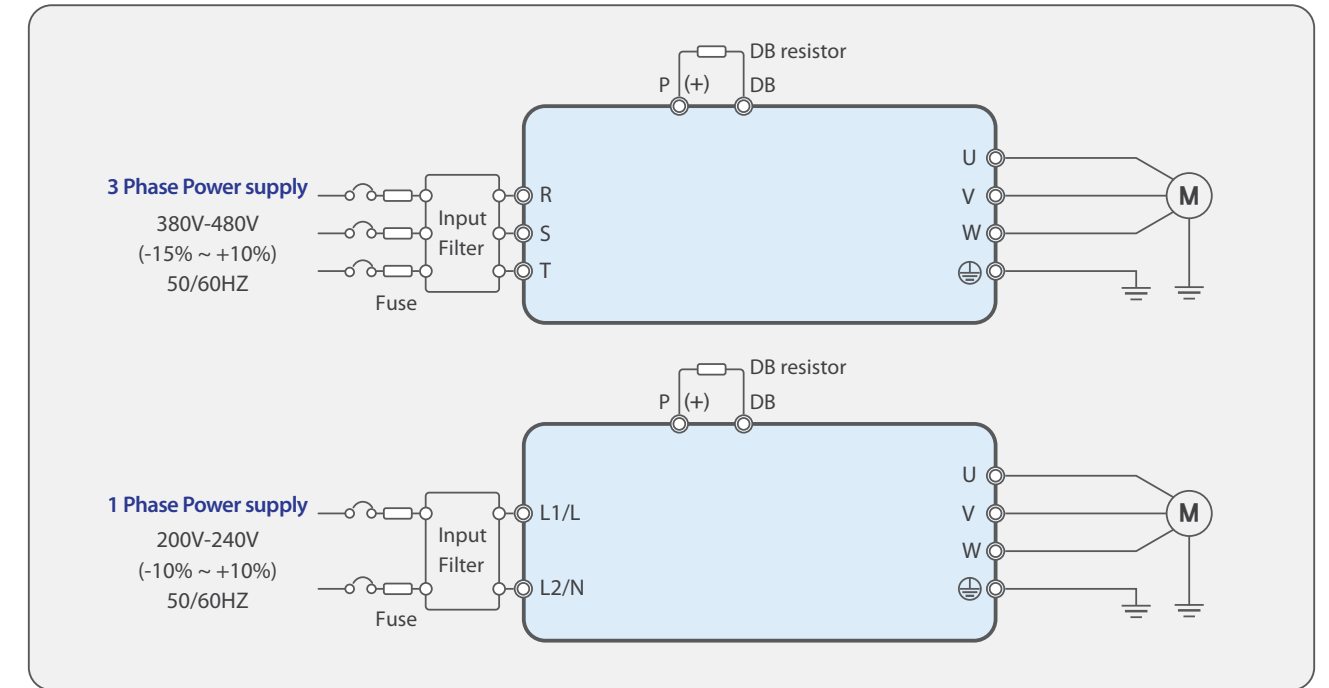 DB resistor
P (+) DB
3 Phase Power supply
380V-480V
(-15% ~ +10%)
50/60HZ
Fuse
Input
Filter
R
S
T
U
V
W
M
DB resistor
P (+) DB
1 Phase Power supply
200V-240V
(-10% ~ +10%)
50/60HZ
Fuse
Input
Filter
L1/L
L2/N
U
V
W
M